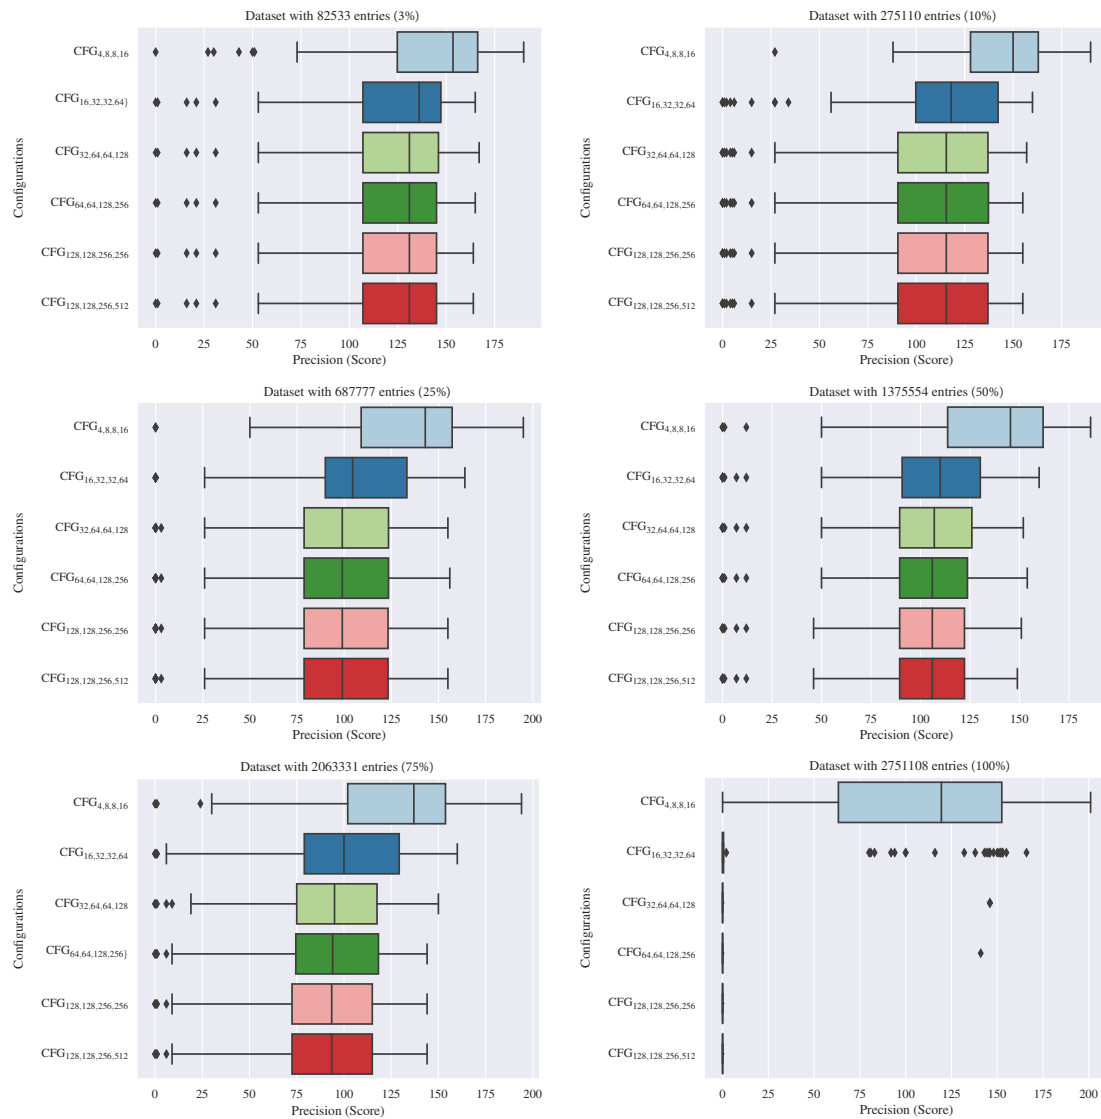 Dataset with 82533 entries (3%)
Configurations
CFG4,8,8,16
CFG16,32,32,64}
CFG32,64,64,128
CFG64,64,128,256
CFG128,128,256,256
CFG128,128,256,512
0 25 50 75 100 125 150 175
Precision (Score)
Dataset with 275110 entries (10%)
Configurations
CFG4,8,8,16
CFG16,32,32,64
CFG32,64,64,128
CFG64,64,128,256
CFG128,128,256,256
CFG128,128,256,512
0 25 50 75 100 125 150 175
Precision (Score)
Dataset with 687777 entries (25%)
Configurations
CFG4,8,8,16
CFG16,32,32,64
CFG32,64,64,128
CFG64,64,128,256
CFG128,128,256,256
CFG128,128,256,512
0 25 50 75 100 125 150 175 200
Precision (Score)
Dataset with 1375554 entries (50%)
Configurations
CFG4,8,8,16
CFG16,32,32,64
CFG32,64,64,128
CFG64,64,128,256
CFG128,128,256,256
CFG128,128,256,512
0 25 50 75 100 125 150 175
Precision (Score)
Dataset with 2063331 entries (75%)
Configurations
CFG4,8,8,16
CFG16,32,32,64
CFG32,64,64,128
CFG64,64,128,256}
CFG128,128,256,256
CFG128,128,256,512
0 25 50 75 100 125 150 175 200
Precision (Score)
Dataset with 2751108 entries (100%)
Configurations
CFG4,8,8,16
CFG16,32,32,64
CFG32,64,64,128
CFG64,64,128,256
CFG128,128,256,256
CFG128,128,256,512
0 25 50 75 100 125 150 175 200
Precision (Score)